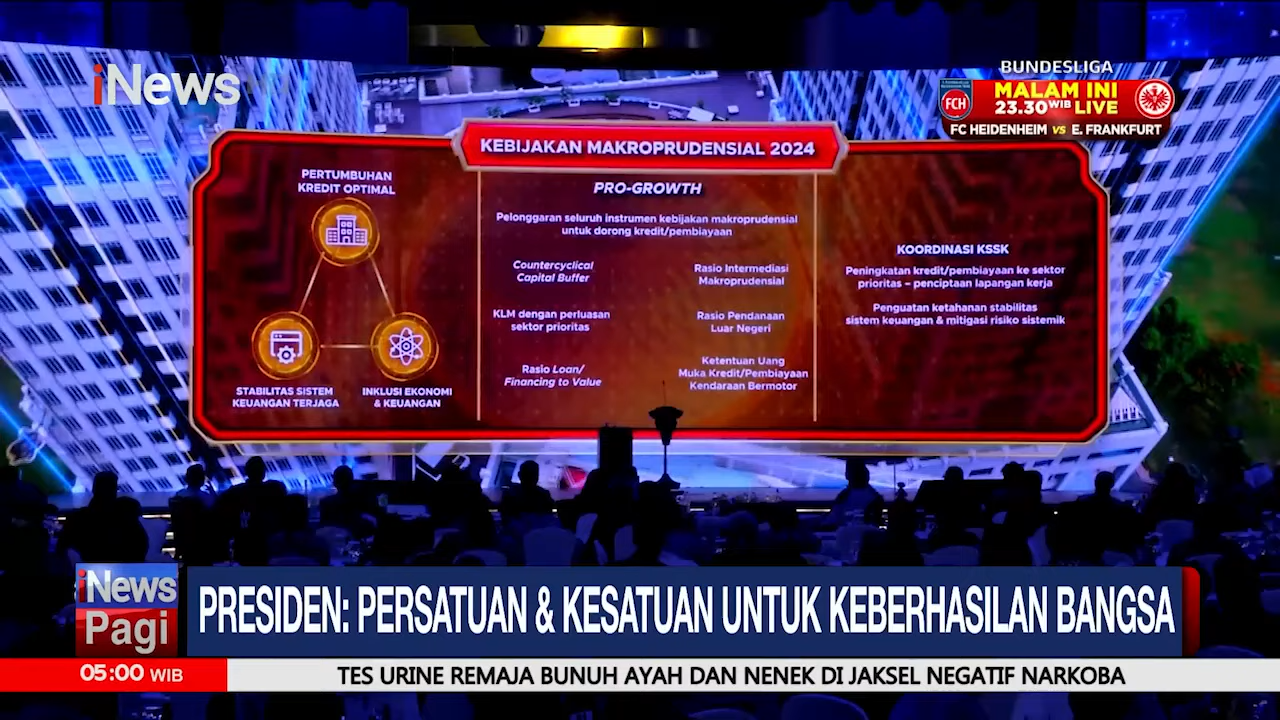 iNews
BUNDESLIGA
FCH
MALAM INI
23.30 WIB LIVE
FC HEIDENHEIM vs E. FRANKFURT
KEBIJAKAN MAKROPRUDENSIAL 2024
PERTUMBUHAN
KREDIT OPTIMAL
STABILITAS SISTEM
KEUANGAN TERJAGA
INKLUSI EKONOMI
& KEUANGAN
PRO-GROWTH
Pelonggaran seluruh instrumen kebijakan makroprudensial
untuk dorong kredit/pembiayaan
Countercyclical
Capital Buffer
Rasio Intermediasi
Makroprudensial
KLM dengan perluasan
sektor prioritas
Rasio Pendanaan
Luar Negeri
Rasio Loan/
Financing to Value
Ketentuan Uang
Muka Kredit/Pembiayaan
Kendaraan Bermotor
KOORDINASI KSSK
Peningkatan kredit/pembiayaan ke sektor
prioritas – penciptaan lapangan kerja
Penguatan ketahanan stabilitas
sistem keuangan & mitigasi risiko sistemik
iNews
Pagi
PRESIDEN: PERSATUAN & KESATUAN UNTUK KEBERHASILAN BANGSA
05:00 WIB
TES URINE REMAJA BUNUH AYAH DAN NENEK DI JAKSEL NEGATIF NARKOBA